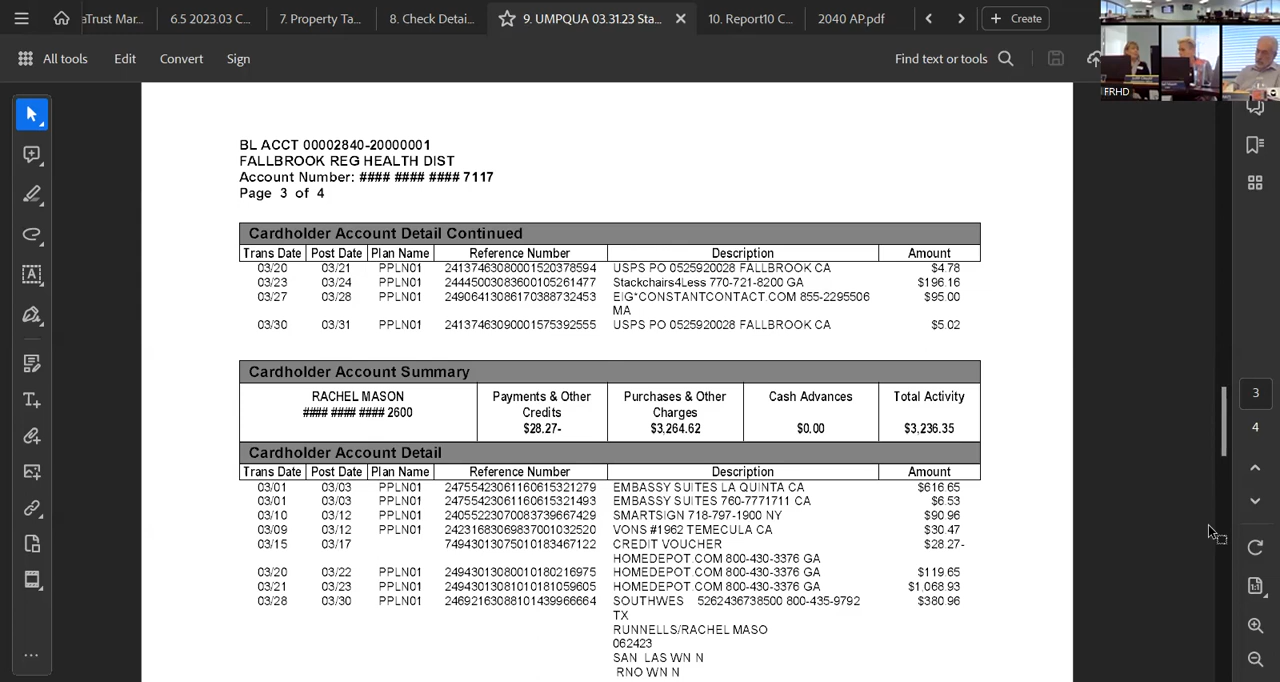 aTrust Mar... 6.5 2023.03 C... 7. Property Ta... 8. Check Detai... 9. UMPQUA 03.31.23 Sta... 10. Report10 C... 2040 AP.pdf Create
All tools Edit Convert Sign Find text or tools
FRHD
BL ACCT 00002840-20000001
FALLBROOK REG HEALTH DIST
Account Number: #### #### #### 7117
Page 3 of 4
Cardholder Account Detail Continued
Trans Date Post Date Plan Name Reference Number Description Amount
03/20 03/21 PPLN01 24137463080001520378594 USPS PO 0525920028 FALLBROOK CA $4.78
03/23 03/24 PPLN01 24445003083600105261477 Stackchairs4Less 770-721-8200 GA $196.16
03/27 03/28 PPLN01 24906413086170388732453 EIG*CONSTANTCONTACT.COM 855-2295506 $95.00
MA
03/30 03/31 PPLN01 24137463090001575392555 USPS PO 0525920028 FALLBROOK CA $5.02
Cardholder Account Summary
RACHEL MASON
#### #### #### 2600
Payments & Other
Credits
$28.27-
Purchases & Other
Charges
$3,264.62
Cash Advances
$0.00
Total Activity
$3,236.35
Cardholder Account Detail
Trans Date Post Date Plan Name Reference Number Description Amount
03/01 03/03 PPLN01 24755423061160615321279 EMBASSY SUITES LA QUINTA CA $616.65
03/01 03/03 PPLN01 24755423061160615321493 EMBASSY SUITES 760-7771711 CA $6.53
03/10 03/12 PPLN01 24055223070083739667429 SMARTSIGN 718-797-1900 NY $90.96
03/09 03/12 PPLN01 24231683069837001032520 VONS #1962 TEMECULA CA $30.47
03/15 03/17 74943013075010183467122 CREDIT VOUCHER $28.27-
HOMEDEPOT.COM 800-430-3376 GA
03/20 03/22 PPLN01 24943013080010180216975 HOMEDEPOT.COM 800-430-3376 GA $119.65
03/21 03/23 PPLN01 24943013081010181059605 HOMEDEPOT.COM 800-430-3376 GA $1,068.93
03/28 03/30 PPLN01 24692163088101439966664 SOUTHWES 5262436738500 800-435-9792 $380.96
TX
RUNNELLS/RACHEL MASO
062423
SAN LAS WN N
RNO WN N
3
4